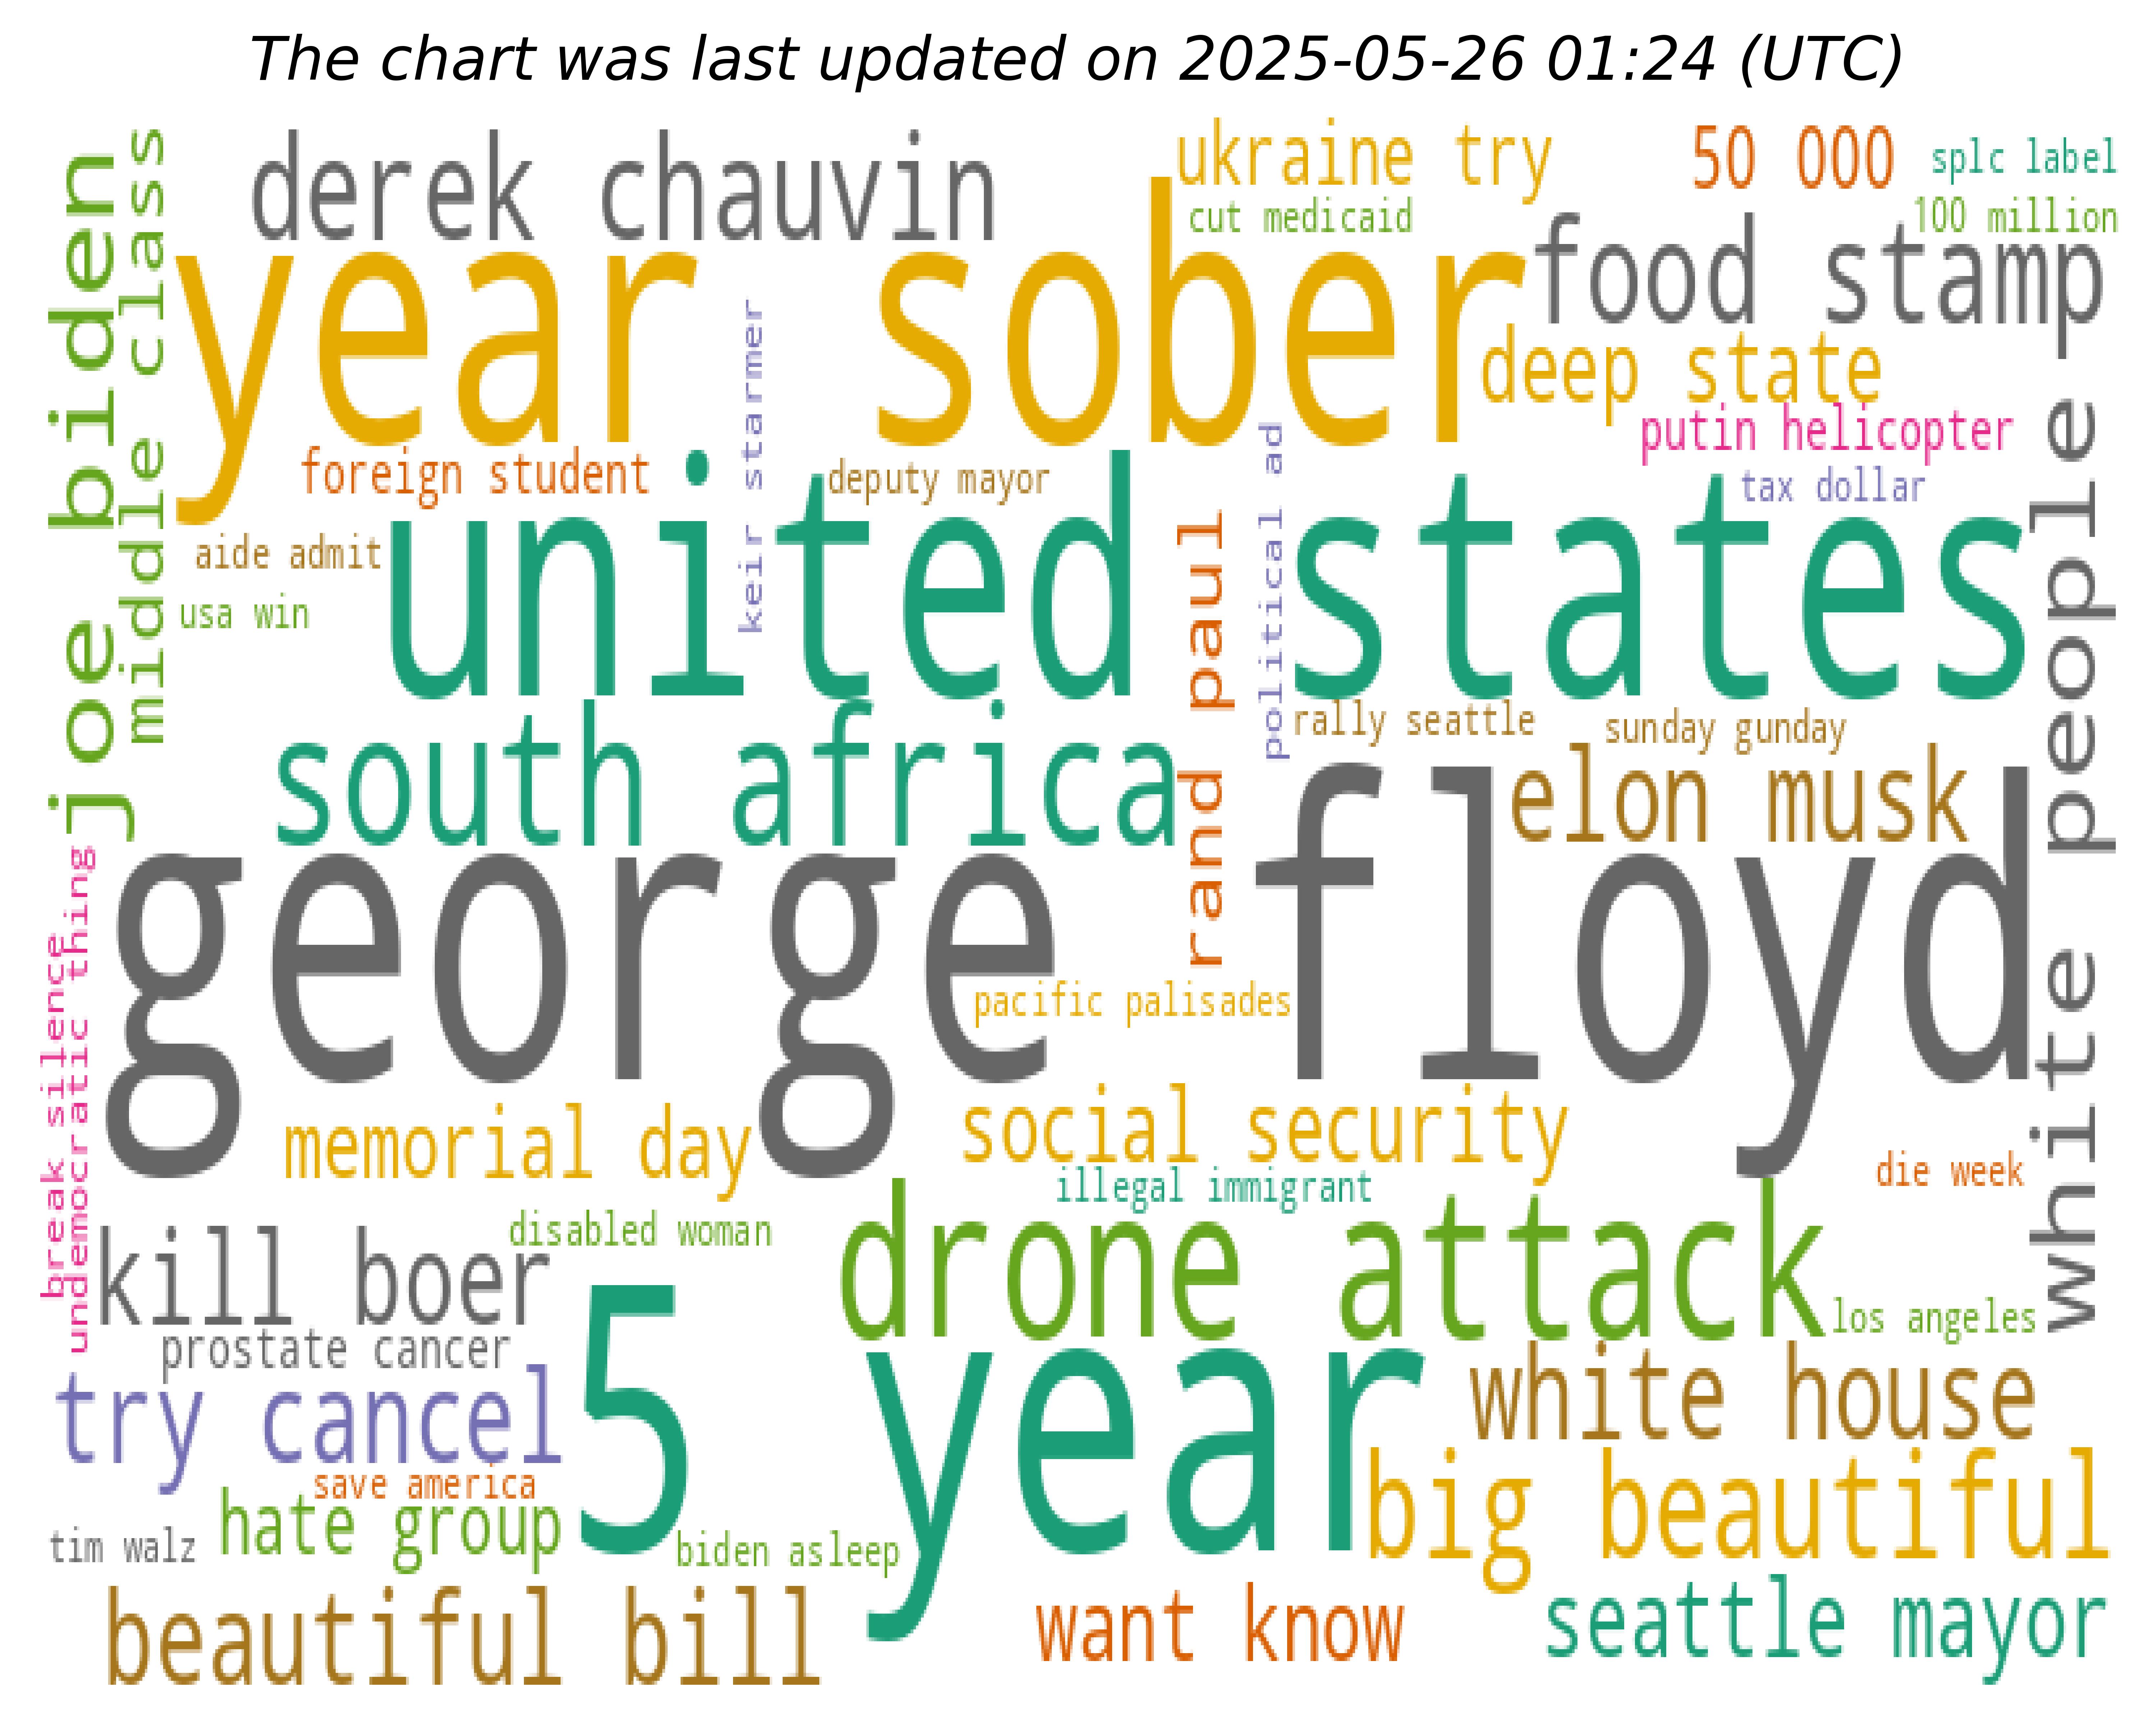 The chart was last updated on 2025-05-26 01:24 (UTC)
derek chauvin
ukraine try
50 000
splc label
cut medicaid
100 million
joe biden
middle class
year sober
food stamp
deep state
putin helicopter
tax dollar
keir starmer
foreign student
deputy mayor
political ad
aide admit
united states
usa win
rand paul
white people
rally seattle
sunday gunday
south africa
elon musk
george floyd
break silence
undemocratic thing
pacific palisades
memorial day
social security
illegal immigrant
die week
disabled woman
kill boer
drone attack
los angeles
prostate cancer
5 year
try cancel
white house
save america
big beautiful
hate group
tim walz
biden asleep
beautiful bill
want know
seattle mayor